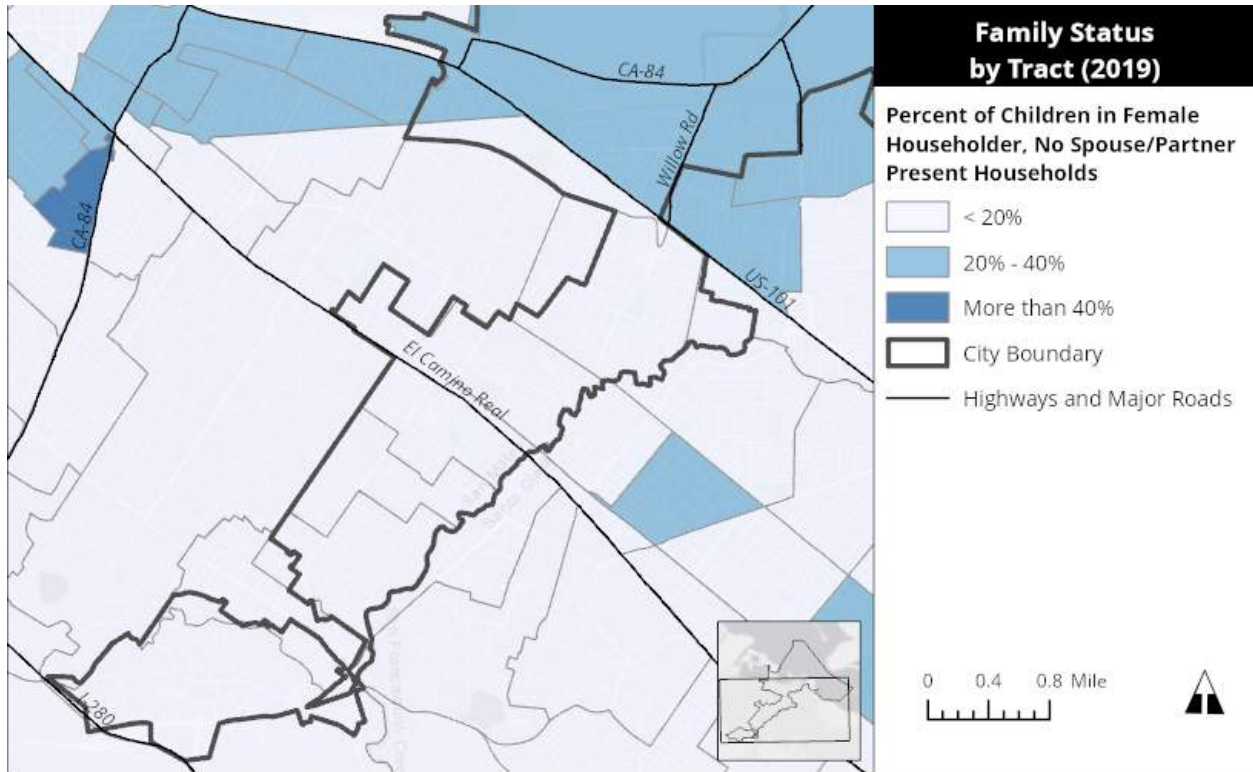 Family Status
by Tract (2019)
Percent of Children in Female
Householder, No Spouse/Partner
Present Households
< 20%
20% - 40%
More than 40%
City Boundary
Highways and Major Roads
0 0.4 0.8 Mile
CA-84
Willow Rd
CA-84
US-101
El Camino Real
I-280